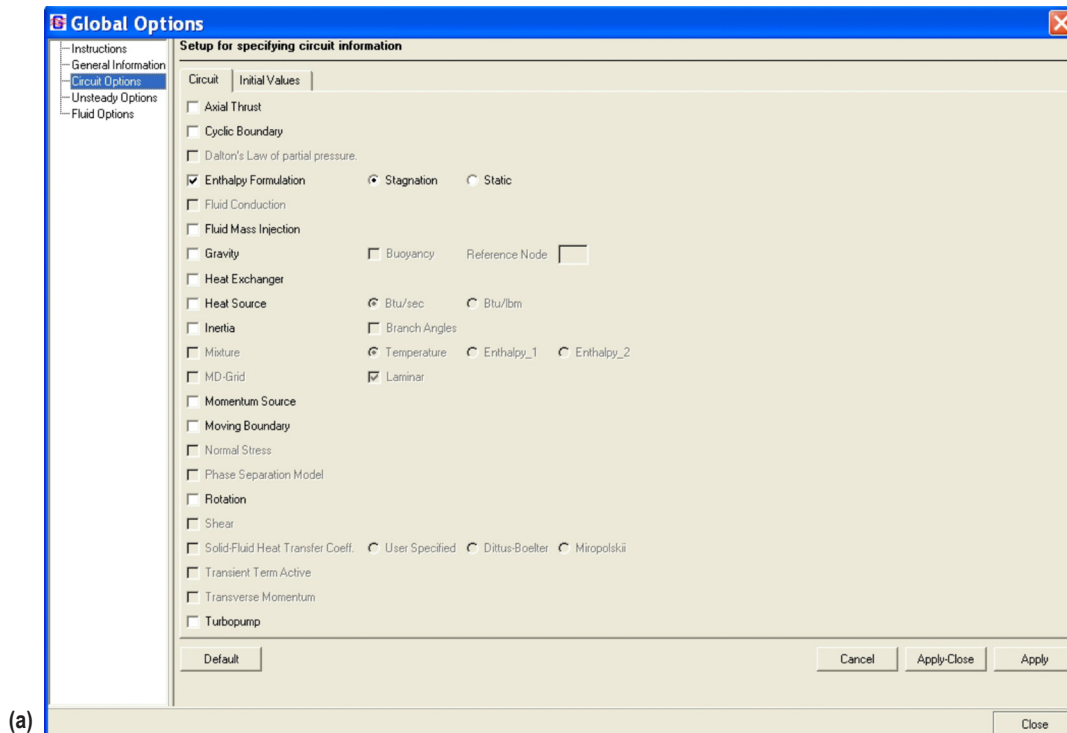 Global Options
Instructions
General Information
Circuit Options
Unsteady Options
Fluid Options
Setup for specifying circuit information
Circuit Initial Values
Axial Thrust
Cyclic Boundary
Dalton's Law of partial pressure.
Enthalpy Formulation Stagnation Static
Fluid Conduction
Fluid Mass Injection
Gravity Buoyancy Reference Node
Heat Exchanger
Heat Source Btu/sec Btu/lbm
Inertia Branch Angles
Mixture Temperature Enthalpy_1 Enthalpy_2
MD-Grid Laminar
Momentum Source
Moving Boundary
Normal Stress
Phase Separation Model
Rotation
Shear
Solid-Fluid Heat Transfer Coeff. User Specified Dittus-Boelter Miropolskii
Transient Term Active
Transverse Momentum
Turbopump
Default Cancel Apply-Close Apply
(a)
Close